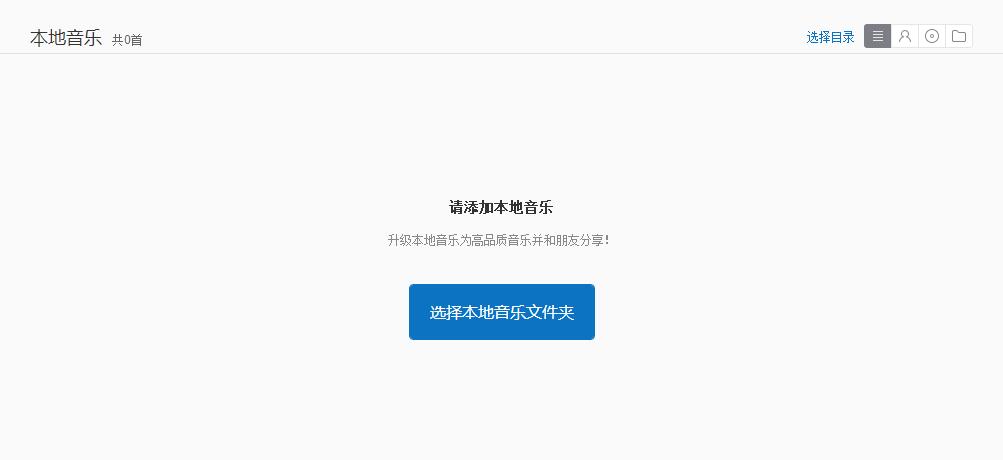 本地音乐 共0首 选择目录
请添加本地音乐
升级本地音乐为高品质音乐并和朋友分享！
选择本地音乐文件夹